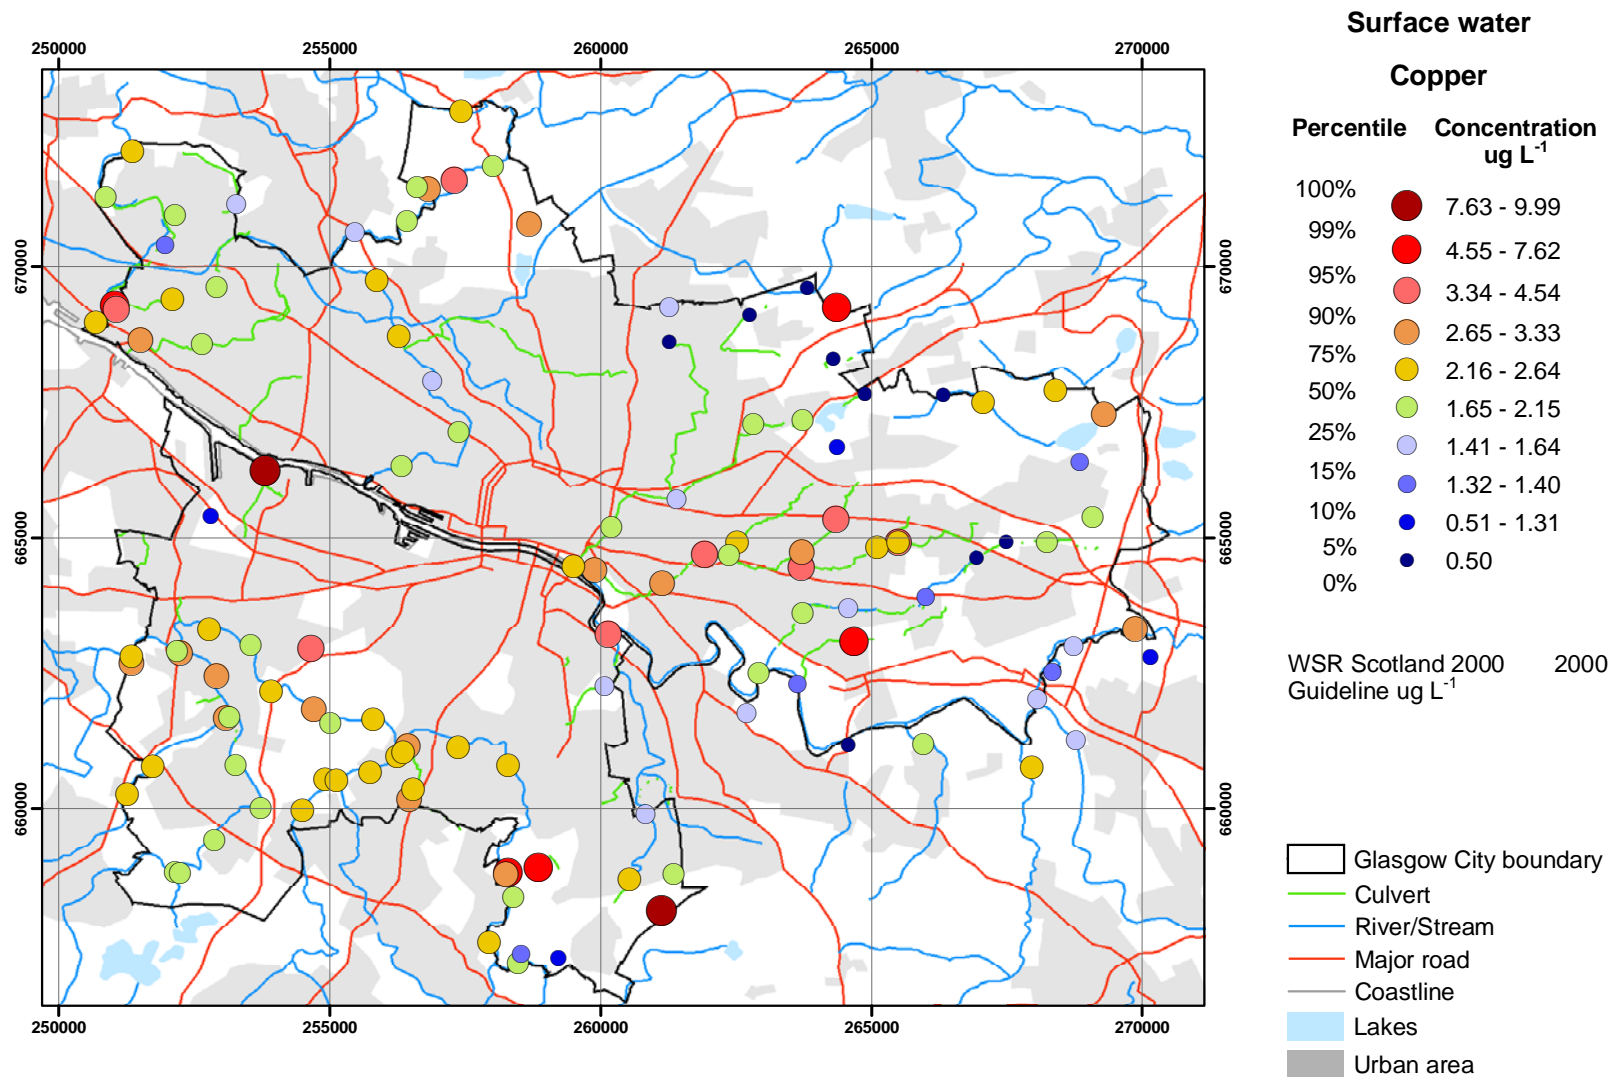 Surface water
Copper
Percentile Concentration
ug L-1
100%
7.63 - 9.99
99%
4.55 - 7.62
95%
3.34 - 4.54
90%
2.65 - 3.33
75%
2.16 - 2.64
50%
1.65 - 2.15
25%
1.41 - 1.64
15%
1.32 - 1.40
10%
0.51 - 1.31
5%
0.50
0%
WSR Scotland 2000 2000
Guideline ug L-1
Glasgow City boundary
Culvert
River/Stream
Major road
Coastline
Lakes
Urban area
250000 255000 260000 265000 270000
670000 670000
665000 665000
660000 660000
250000 255000 260000 265000 270000